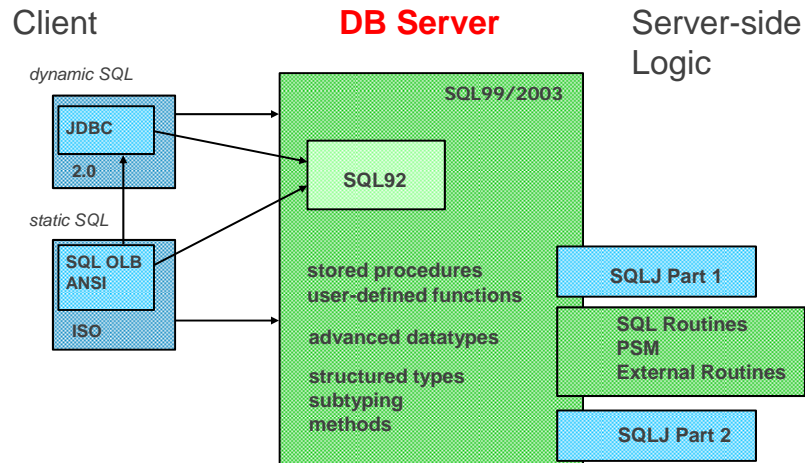 Client
DB Server
Server-side
Logic
dynamic SQL
JDBC
2.0
static SQL
SQL OLB
ANSI
ISO
SQL99/2003
SQL92
stored procedures
user-defined functions
advanced datatypes
structured types
subtyping
methods
SQLJ Part 1
SQL Routines
PSM
External Routines
SQLJ Part 2